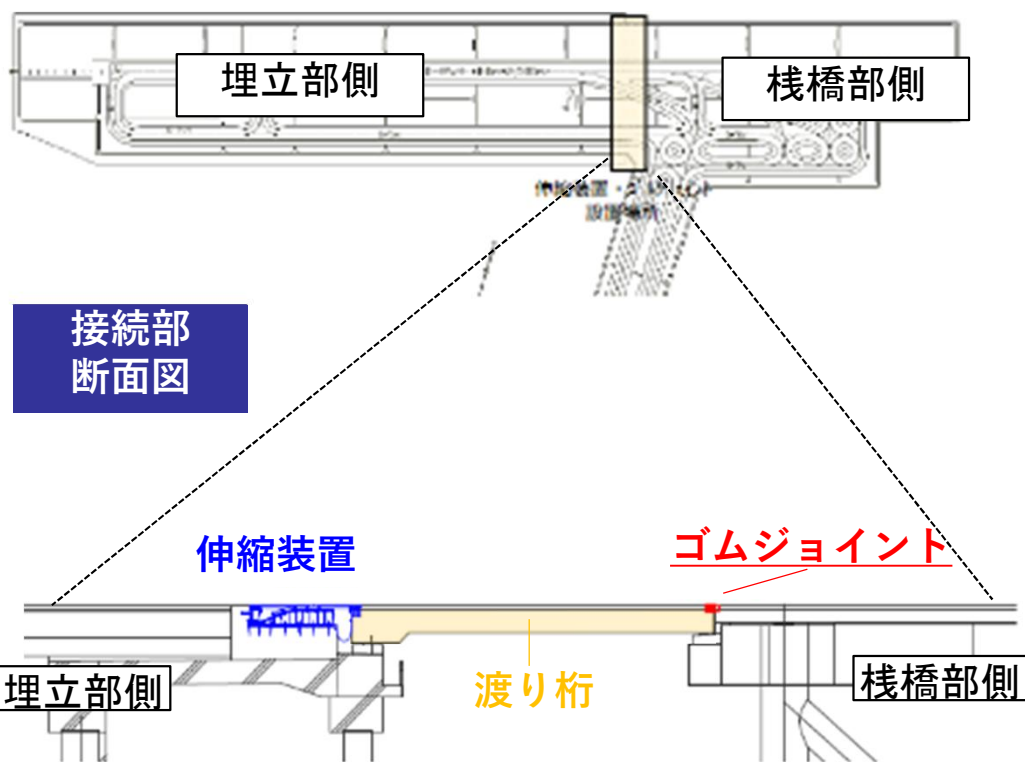 埋立部側
桟橋部側
接続部
断面図
伸縮装置
ゴムジョイント
渡り桁
埋立部側
桟橋部側